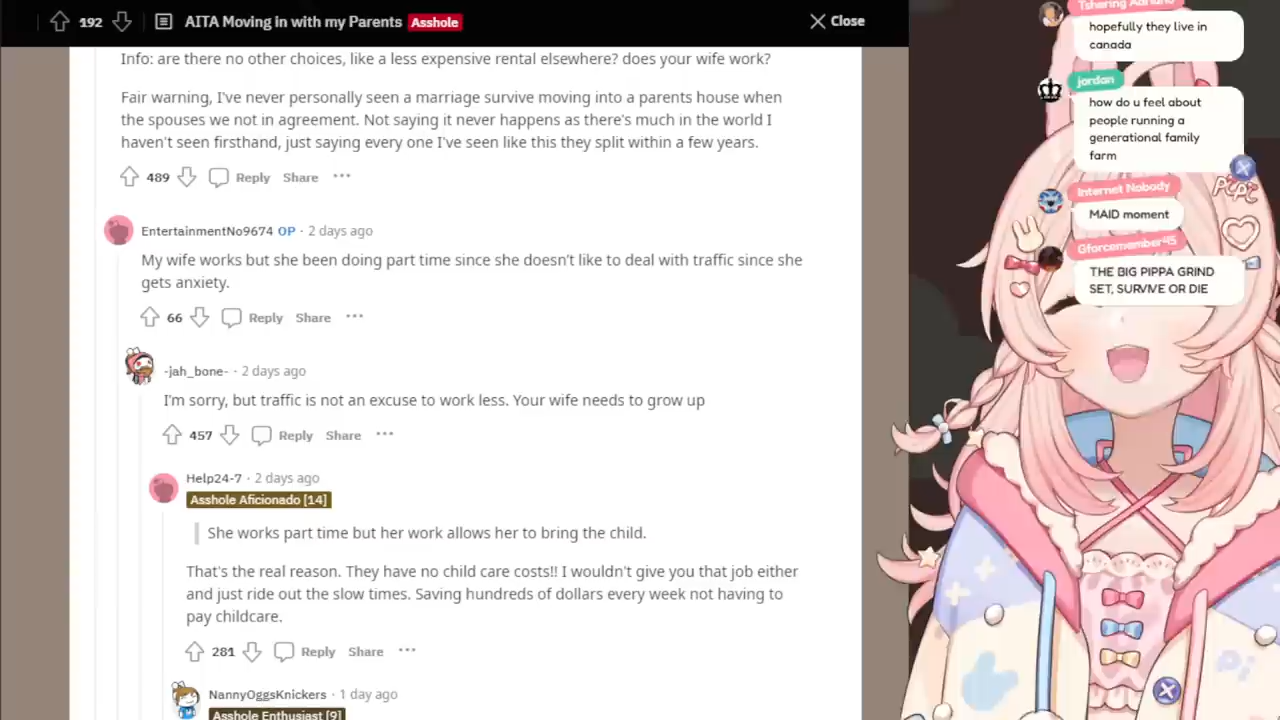 192
AITA Moving in with my Parents
Asshole
Close
Info: are there no other choices, like a less expensive rental elsewhere? does your wife work?
Fair warning, I've never personally seen a marriage survive moving into a parents house when
the spouses we not in agreement. Not saying it never happens as there's much in the world I
haven't seen firsthand, just saying every one I've seen like this they split within a few years.
489 Reply Share ···
EntertainmentNo9674 OP · 2 days ago
My wife works but she been doing part time since she doesn't like to deal with traffic since she
gets anxiety.
66 Reply Share ···
-jah_bone- · 2 days ago
I'm sorry, but traffic is not an excuse to work less. Your wife needs to grow up
457 Reply Share ···
Help24-7 · 2 days ago
Asshole Aficionado [14]
She works part time but her work allows her to bring the child.
That's the real reason. They have no child care costs!! I wouldn't give you that job either
and just ride out the slow times. Saving hundreds of dollars every week not having to
pay childcare.
281 Reply Share ···
NannyOggsKnickers · 1 day ago
Asshole Enthusiast [9]
Tshering Adriano
hopefully they live in
canada
jordan
how do u feel about
people running a
generational family
farm
Internet Nobody
MAID moment
Gforcemember45
THE BIG PIPPA GRIND
SET, SURVIVE OR DIE